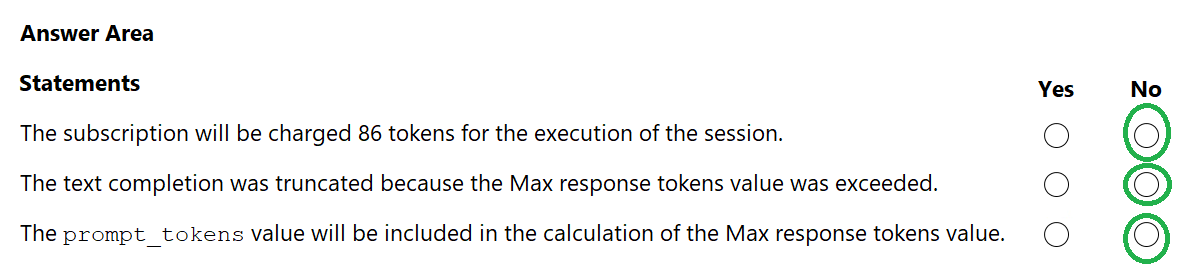 Answer Area
Statements Yes No
The subscription will be charged 86 tokens for the execution of the session.
The text completion was truncated because the Max response tokens value was exceeded.
The prompt_tokens value will be included in the calculation of the Max response tokens value.